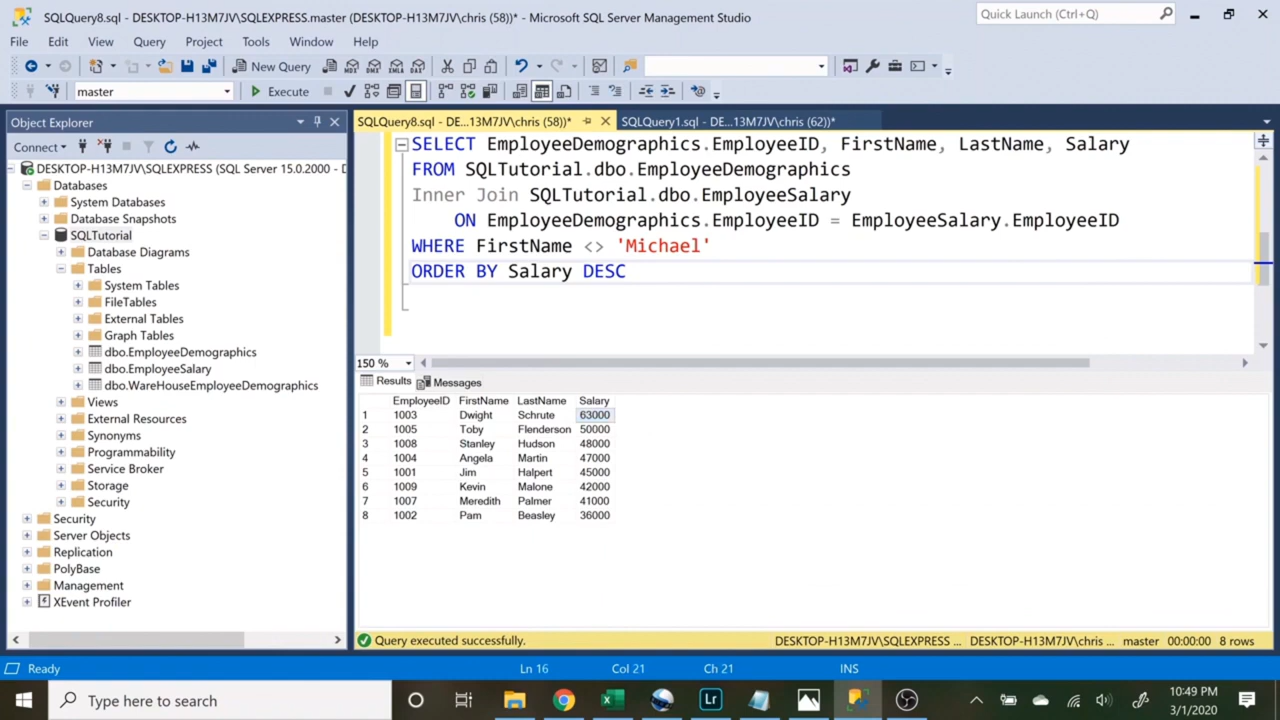 SQLQuery8.sql - DESKTOP-H13M7JV\SQLEXPRESS.master (DESKTOP-H13M7JV\chris (58))* - Microsoft SQL Server Management Studio
Quick Launch (Ctrl+Q)
File Edit View Query Project Tools Window Help
New Query
MDX DMX XMLA DAX
master
Execute
Object Explorer
SQLQuery8.sql - DE...13M7JV\chris (58))*
SQLQuery1.sql - DE...13M7JV\chris (62))*
Connect
DESKTOP-H13M7JV\SQLEXPRESS (SQL Server 15.0.2000 - D
Databases
System Databases
Database Snapshots
SQLTutorial
Database Diagrams
Tables
System Tables
FileTables
External Tables
Graph Tables
dbo.EmployeeDemographics
dbo.EmployeeSalary
dbo.WareHouseEmployeeDemographics
Views
External Resources
Synonyms
Programmability
Service Broker
Storage
Security
Security
Server Objects
Replication
PolyBase
Management
XEvent Profiler
SELECT EmployeeDemographics.EmployeeID, FirstName, LastName, Salary
FROM SQLTutorial.dbo.EmployeeDemographics
Inner Join SQLTutorial.dbo.EmployeeSalary
ON EmployeeDemographics.EmployeeID = EmployeeSalary.EmployeeID
WHERE FirstName <> 'Michael'
ORDER BY Salary DESC
150 %
Results Messages
EmployeeID FirstName LastName Salary
1 1003 Dwight Schrute 63000
2 1005 Toby Flenderson 50000
3 1008 Stanley Hudson 48000
4 1004 Angela Martin 47000
5 1001 Jim Halpert 45000
6 1009 Kevin Malone 42000
7 1007 Meredith Palmer 41000
8 1002 Pam Beasley 36000
Query executed successfully.
DESKTOP-H13M7JV\SQLEXPRESS ... DESKTOP-H13M7JV\chris ... master 00:00:00 8 rows
Ready Ln 16 Col 21 Ch 21 INS
Type here to search
Lr
10:49 PM
3/1/2020